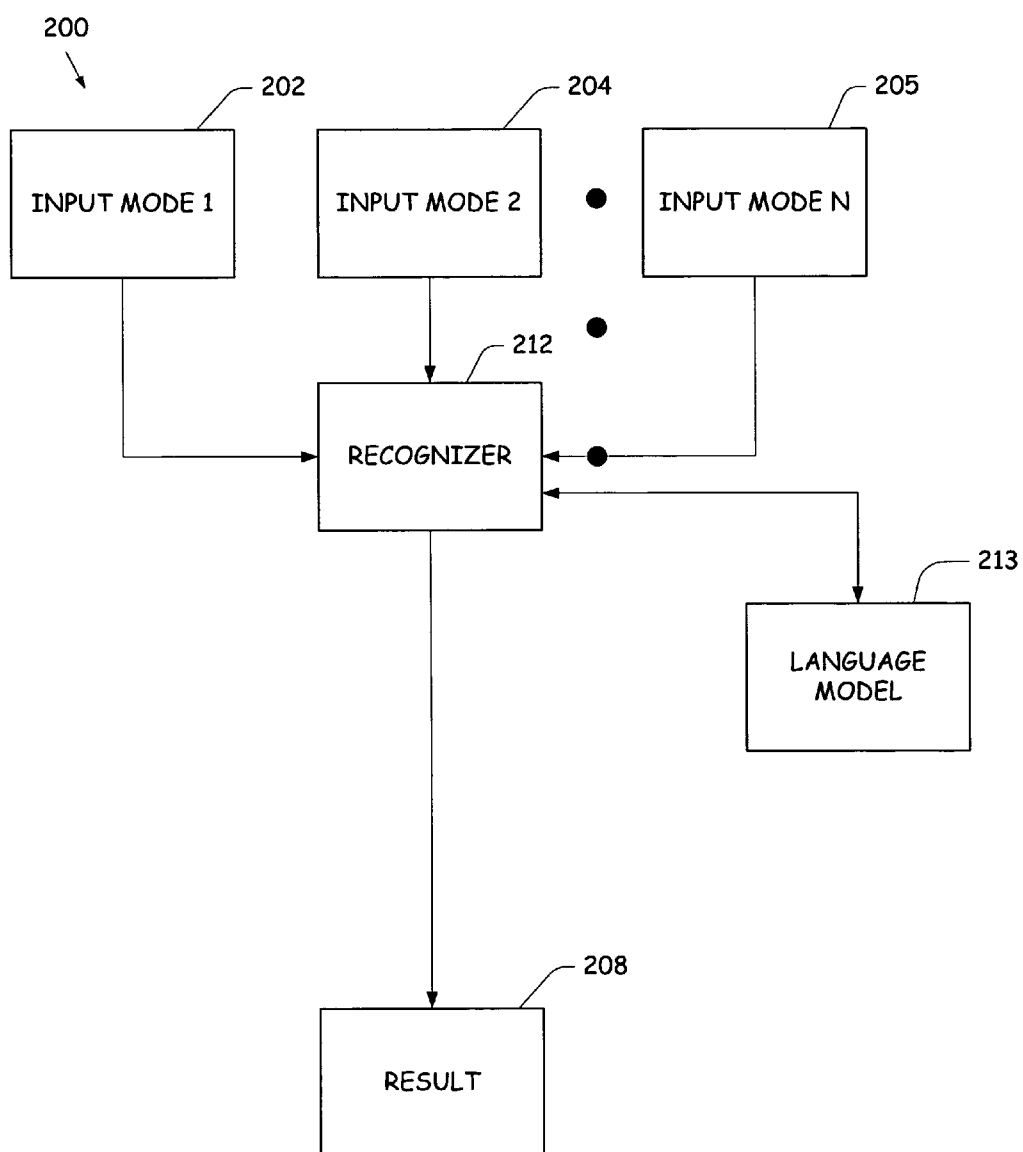 200
202
204
205
INPUT MODE 1
INPUT MODE 2
INPUT MODE N
212
RECOGNIZER
213
LANGUAGE
MODEL
208
RESULT